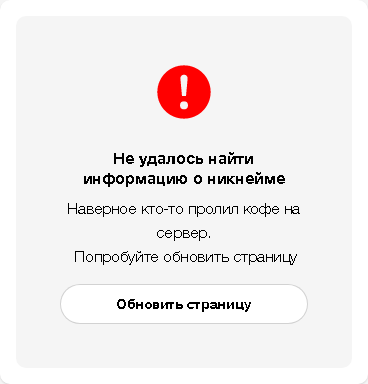 Не удалось найти
информацию о никнейме
Наверное кто-то пролил кофе на
сервер.
Попробуйте обновить страницу
Обновить страницу